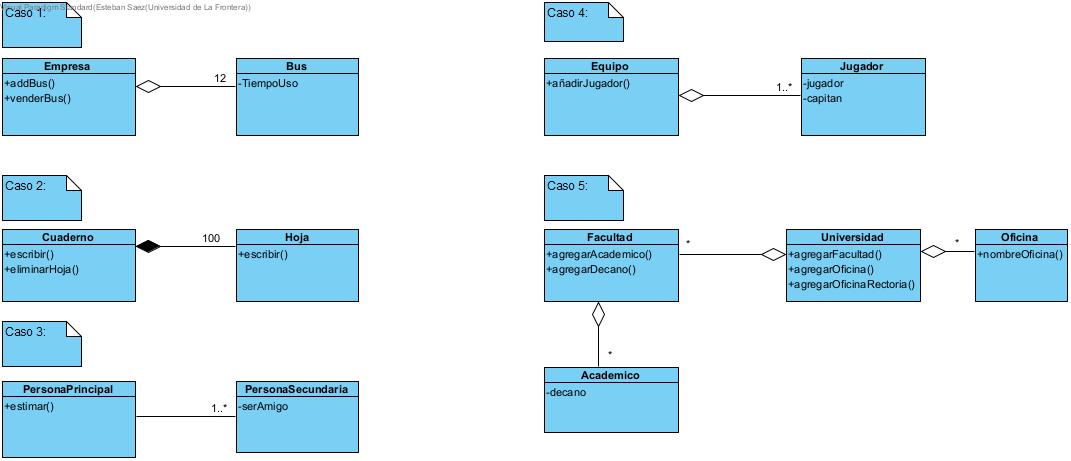 Visual Paradigm Standard(Esteban Saez(Universidad de La Frontera))
Caso 1:
Empresa
+addBus()
+venderBus()
12
Bus
-TiempoUso
Caso 2:
Cuaderno
+escribir()
+eliminarHoja()
100
Hoja
+escribir()
Caso 3:
PersonaPrincipal
+estimar()
1..*
PersonaSecundaria
-serAmigo
Caso 4:
Equipo
+añadirJugador()
1..*
Jugador
-jugador
-capitan
Caso 5:
Facultad
+agregarAcademico()
+agregarDecano()
*
Universidad
+agregarFacultad()
+agregarOficina()
+agregarOficinaRectoria()
*
Oficina
+nombreOficina()
*
Academico
-decano